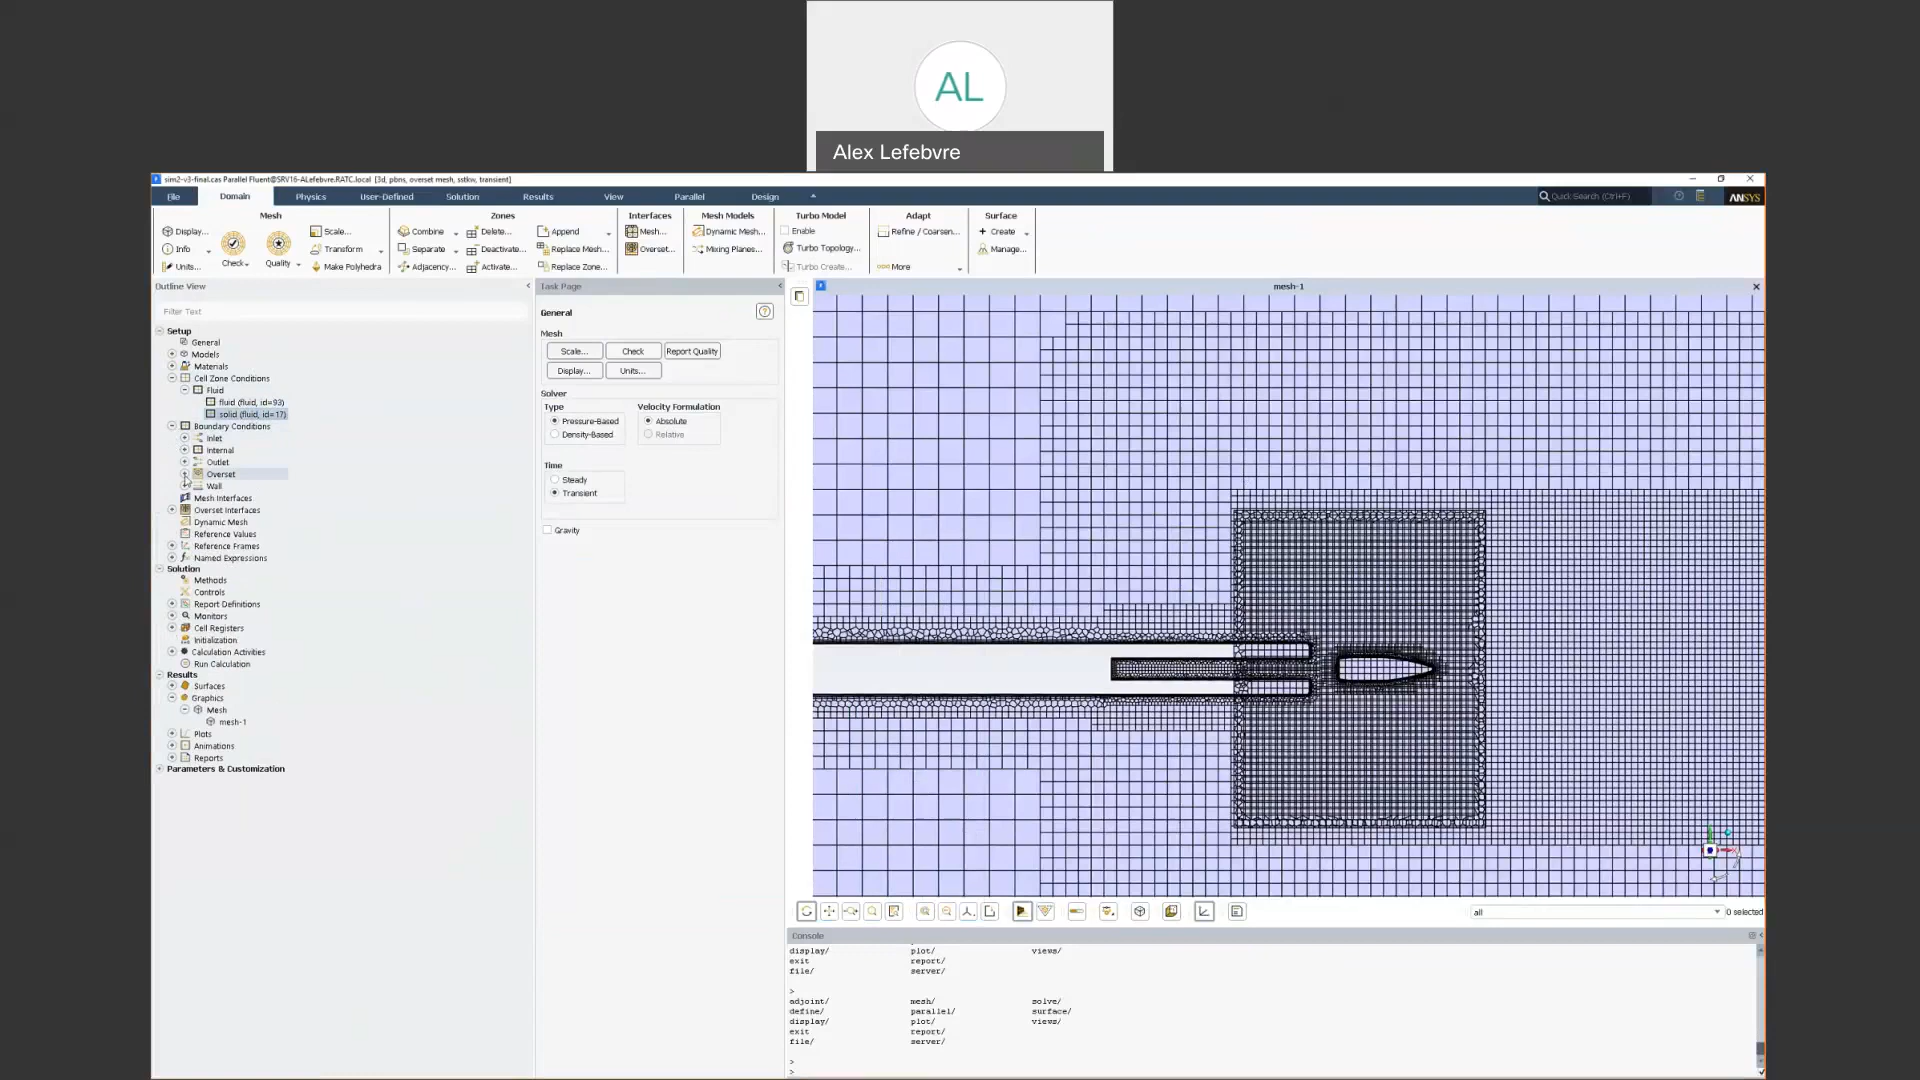 AL
Alex Lefebvre
sim2-v3-final.cas Parallel Fluent@SRV16-ALefebvre.RATC.local [3d, pbns, overset mesh, sstkw, transient]
File Domain Physics User-Defined Solution Results View Parallel Design
Quick Search (Ctrl+F)
ANSYS
Mesh Zones Interfaces Mesh Models Turbo Model Adapt Surface
Display... Scale... Combine Delete... Append Mesh... Dynamic Mesh... Enable Refine / Coarsen... + Create
Info Transform Separate Deactivate... Replace Mesh... Overset... Mixing Planes... Turbo Topology... Manage...
Units... Check Quality Make Polyhedra Adjacency... Activate... Replace Zone... Turbo Create... More
Outline View
Filter Text
Setup
General
Models
Materials
Cell Zone Conditions
Fluid
fluid (fluid, id=93)
solid (fluid, id=17)
Boundary Conditions
Inlet
Internal
Outlet
Overset
Wall
Mesh Interfaces
Overset Interfaces
Dynamic Mesh
Reference Values
Reference Frames
Named Expressions
Solution
Methods
Controls
Report Definitions
Monitors
Cell Registers
Initialization
Calculation Activities
Run Calculation
Results
Surfaces
Graphics
Mesh
mesh-1
Plots
Animations
Reports
Parameters & Customization
Task Page
General
Mesh
Scale... Check Report Quality
Display... Units...
Solver
Type Velocity Formulation
Pressure-Based Absolute
Density-Based Relative
Time
Steady
Transient
Gravity
mesh-1
all
0 selected
Console
display/ plot/ views/
exit report/
file/ server/
>
adjoint/ mesh/ solve/
define/ parallel/ surface/
display/ plot/ views/
exit report/
file/ server/
>
>